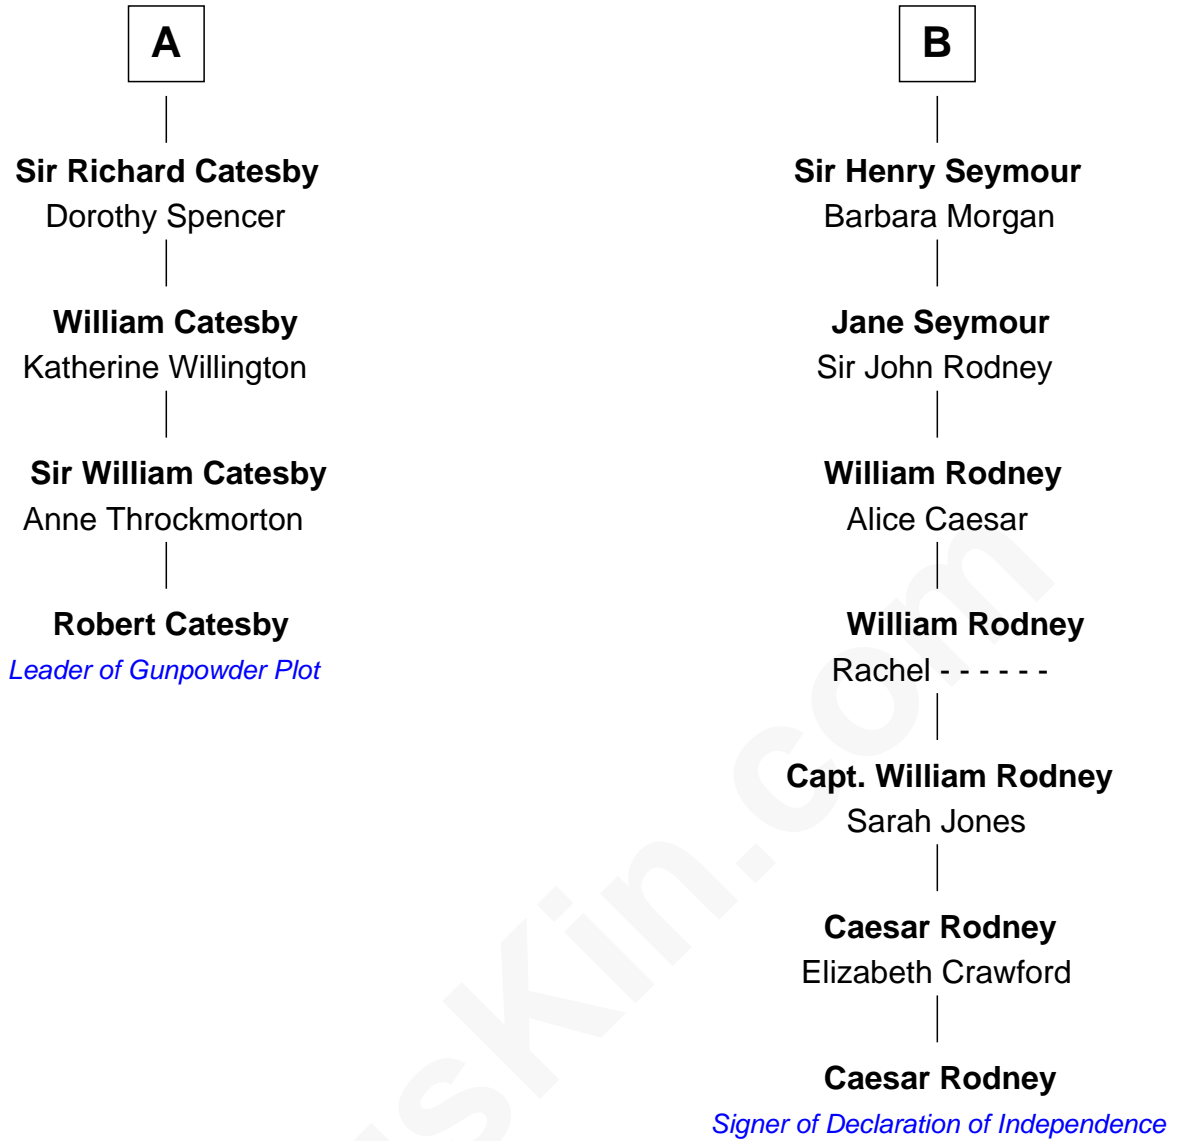 A
Sir Richard Catesby
Dorothy Spencer
William Catesby
Katherine Willington
Sir William Catesby
Anne Throckmorton
Robert Catesby
Leader of Gunpowder Plot
B
Sir Henry Seymour
Barbara Morgan
Jane Seymour
Sir John Rodney
William Rodney
Alice Caesar
William Rodney
Rachel - - - - - -
Capt. William Rodney
Sarah Jones
Caesar Rodney
Elizabeth Crawford
Caesar Rodney
Signer of Declaration of Independence